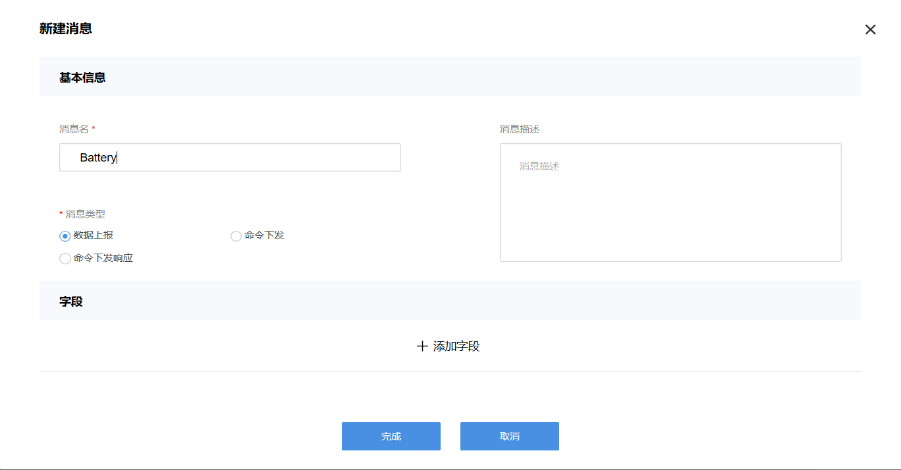 新建消息
基本信息
消息名 *
消息描述
Battery
消息描述
* 消息类型
数据上报
命令下发
命令下发响应
字段
添加字段
完成
取消